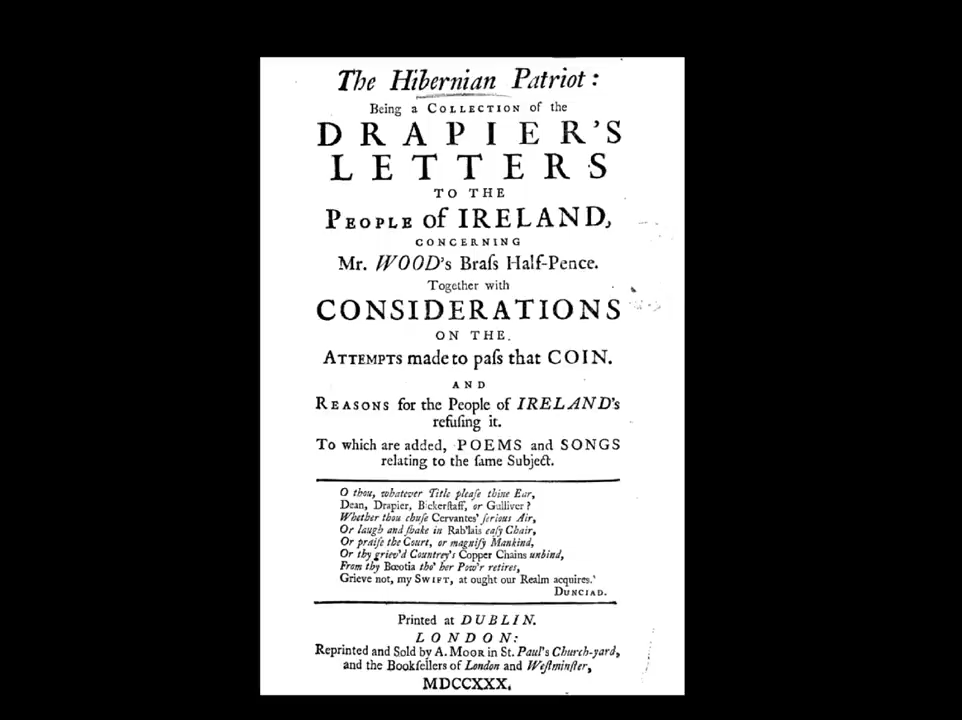 The Hibernian Patriot:
Being a COLLECTION of the
DRAPIER'S
LETTERS
TO THE
PEOPLE of IRELAND,
CONCERNING
Mr. WOOD's Braſs Half-Pence.
Together with
CONSIDERATIONS
ON THE.
ATTEMPTS made to paſs that COIN.
AND
REASONS for the People of IRELAND's
refuſing it.
To which are added, POEMS and SONGS
relating to the ſame Subject.
O thou, whatever Title pleaſe thine Ear,
Dean, Drapier, Bickerſtaff, or Gulliver?
Whether thou chuſe Cervantes' ſerious Air,
Or laugh and ſhake in Rab'lais eaſy Chair,
Or praiſe the Court, or magnify Mankind,
Or thy griev'd Countrey's Copper Chains unbind,
From thy Bœotia tho' her Pow'r retires,
Grieve not, my SWIFT, at ought our Realm acquires.'
DUNCIAD.
Printed at DUBLIN.
LONDON:
Reprinted and Sold by A. MOOR in St. Paul's Church-yard,
and the Bookſellers of London and Weſtminſter,
MDCCXXX.